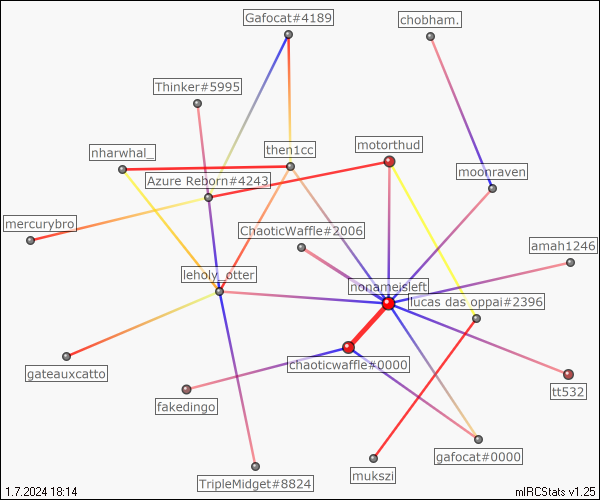 Gafocat#4189
chobham.
Thinker#5995
motorthud
then1cc
nharwhal_
moonraven
Azure Reborn#4243
mercurybro
ChaoticWaffle#2006
amah1246
leholy_otter
nonameisleft
lucas das oppai#2396
chaoticwaffle#0000
gateauxcatto
tt532
fakedingo
gafocat#0000
mukszi
TripleMidget#8824
1.7.2024 18:14
mIRCStats v1.25